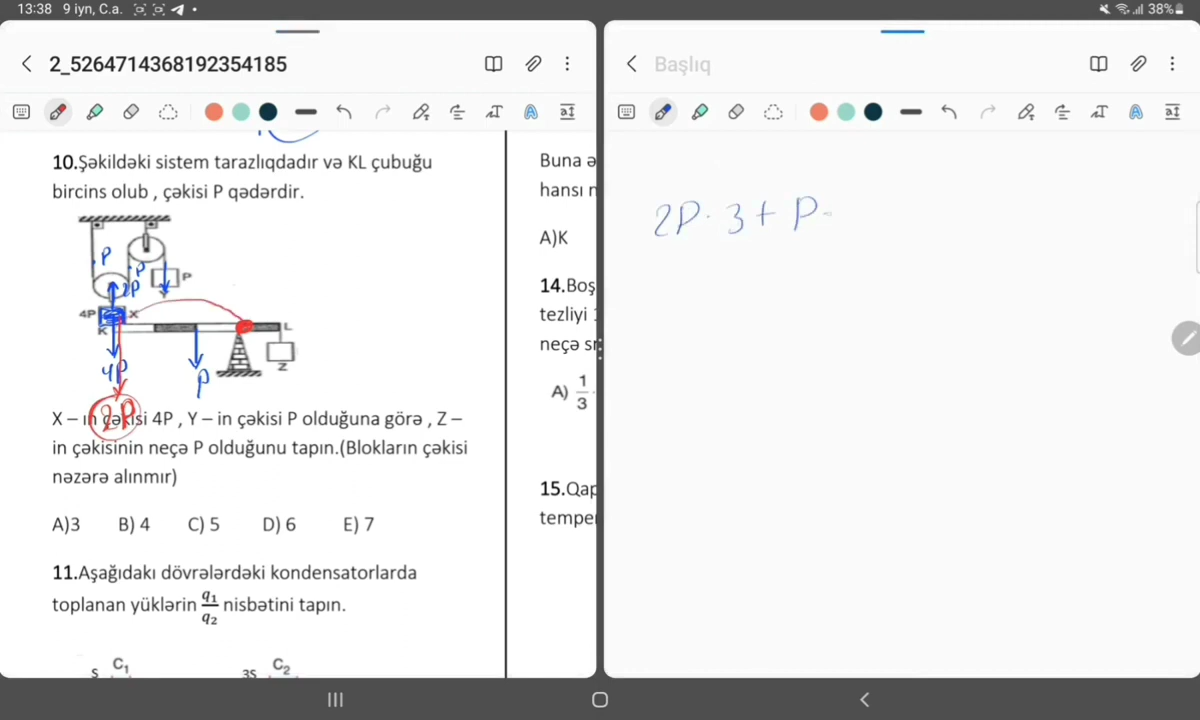 13:38 9 iyn, C.a. 38%
2_5264714368192354185
Başlıq
10.Şəkildəki sistem tarazlıqdadır və KL çubuğu
bircins olub , çəkisi P qədərdir.
P
P
P
2P
4P X
K
L
Z
4P
P
2P
X – in çəkisi 4P , Y – in çəkisi P olduğuna görə , Z –
in çəkisinin neçə P olduğunu tapın.(Blokların çəkisi
nəzərə alınmır)
A)3 B) 4 C) 5 D) 6 E) 7
11.Aşağıdakı dövrələrdəki kondensatorlarda
toplanan yüklərin q₁/q₂ nisbətini tapın.
S C₁ 3S C₂
Buna ə
hansı n
A)K
14.Boş
tezliyi
neçə
A) 1/3
15.Qap
temper
2P· 3 + P·